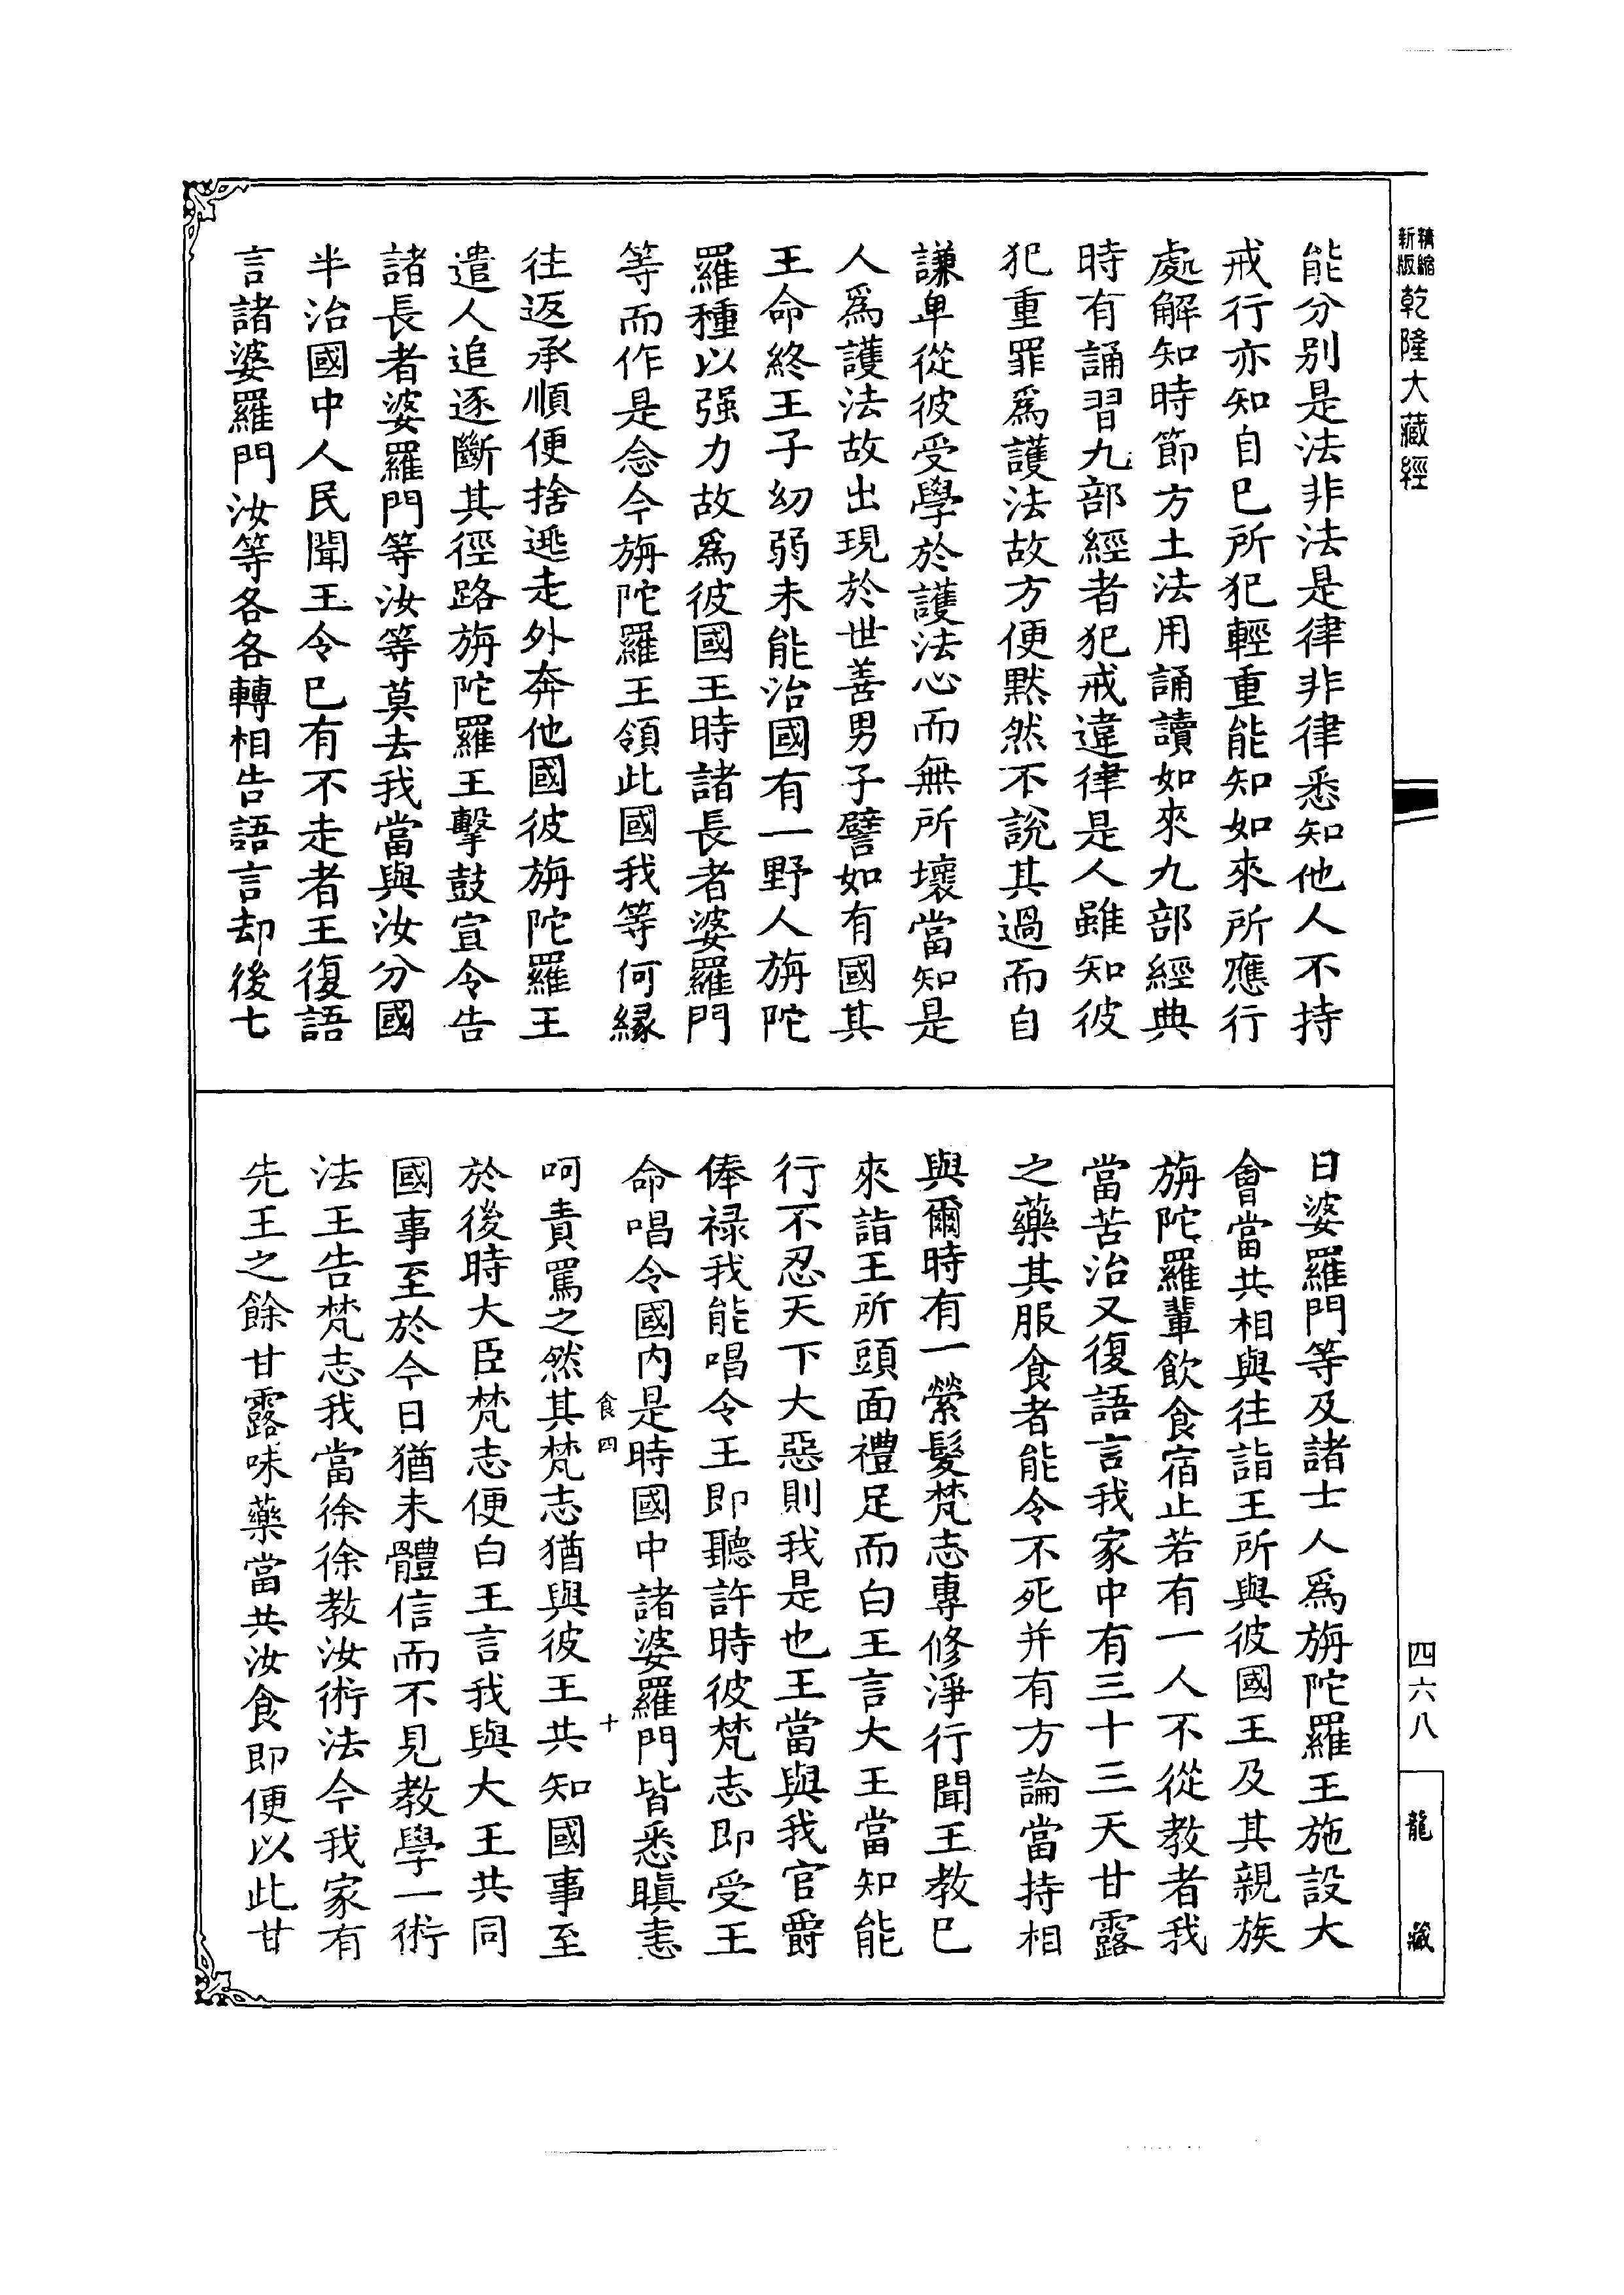 精縮新版乾隆大藏經
能分别是法非法是律非律悉知他人不持
戒行亦知自巳所犯輕重能知如來所應行
處解知時節方土法用誦讀如來九部經典
時有誦習九部經者犯戒違律是人雖知彼
犯重罪爲護法故方便默然不說其過而自
謙卑從彼受學於護法心而無所壞當知是
人爲護法故出現於世善男子譬如有國其
王命終王子幼弱未能治國有一野人旃陀
羅種以强力故爲彼國王時諸長者婆羅門
等而作是念今旃陀羅王領此國我等何緣
往返承順便捨逃走外奔他國彼旃陀羅王
遣人追逐斷其徑路旃陀羅王擊鼓宣令告
諸長者婆羅門等汝等莫去我當與汝分國
半治國中人民聞王令巳有不走者王復語
言諸婆羅門汝等各各轉相告語言却後七
日婆羅門等及諸士人爲旃陀羅王施設大
會當共相與往詣王所與彼國王及其親族
旃陀羅輩飲食宿止若有一人不從教者我
當苦治又復語言我家中有三十三天甘露
之藥其服食者能令不死并有方論當持相
與爾時有一縈髮梵志專修淨行聞王教巳
來詣王所頭面禮足而白王言大王當知能
行不忍天下大惡則我是也王當與我官爵
俸祿我能唱令王即聽許時彼梵志即受王
命唱令國内是時國中諸婆羅門皆悉瞋恚
食四 十
呵責罵之然其梵志猶與彼王共知國事至
於後時大臣梵志便白王言我與大王共同
國事至於今日猶未體信而不見教學一術
法王告梵志我當徐徐教汝術法今我家有
先王之餘甘露味藥當共汝食即便以此甘
四六八
龍藏